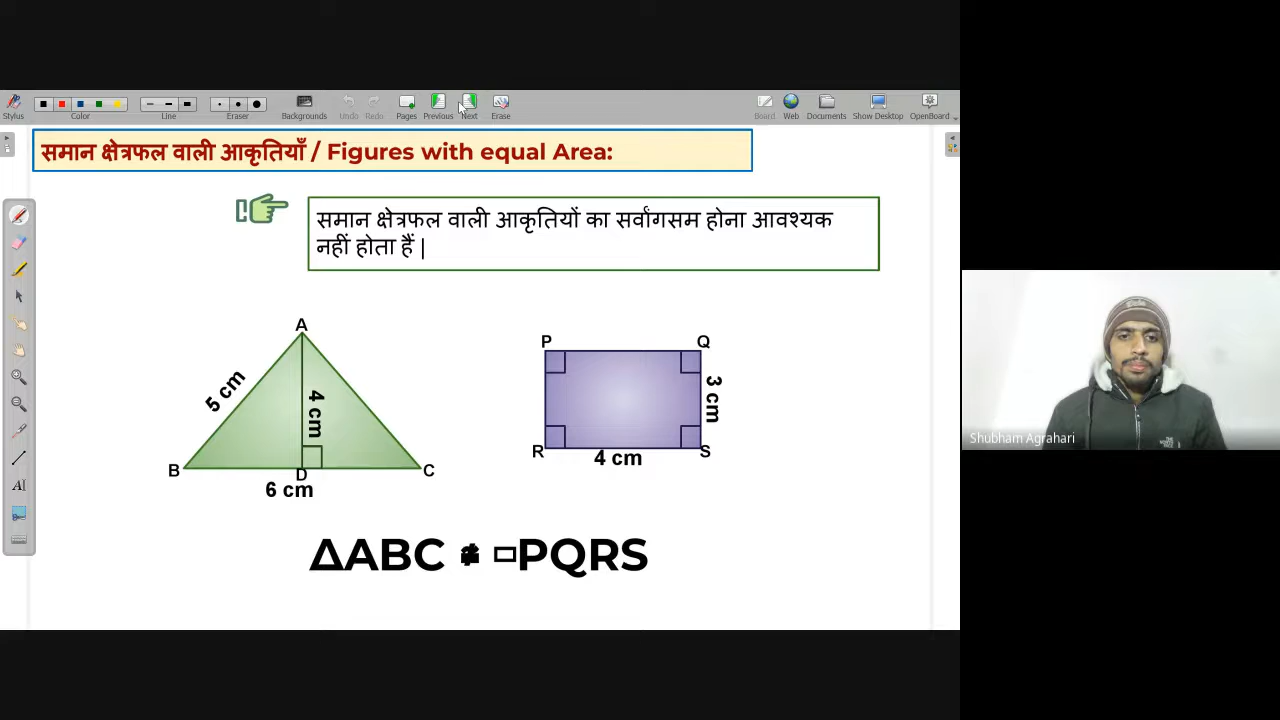 Stylus
Color
Line
Eraser
Backgrounds
Undo
Redo
Pages
Previous
Next
Erase
Board
Web
Documents
Show Desktop
OpenBoard
समान क्षेत्रफल वाली आकृतियाँ / Figures with equal Area:
समान क्षेत्रफल वाली आकृतियों का सर्वांगसम होना आवश्यक
नहीं होता हैं |
A
5 cm
4 cm
B
D
C
6 cm
P
Q
3 cm
R
S
4 cm
ΔABC ≇ □PQRS
Shubham Agrahari